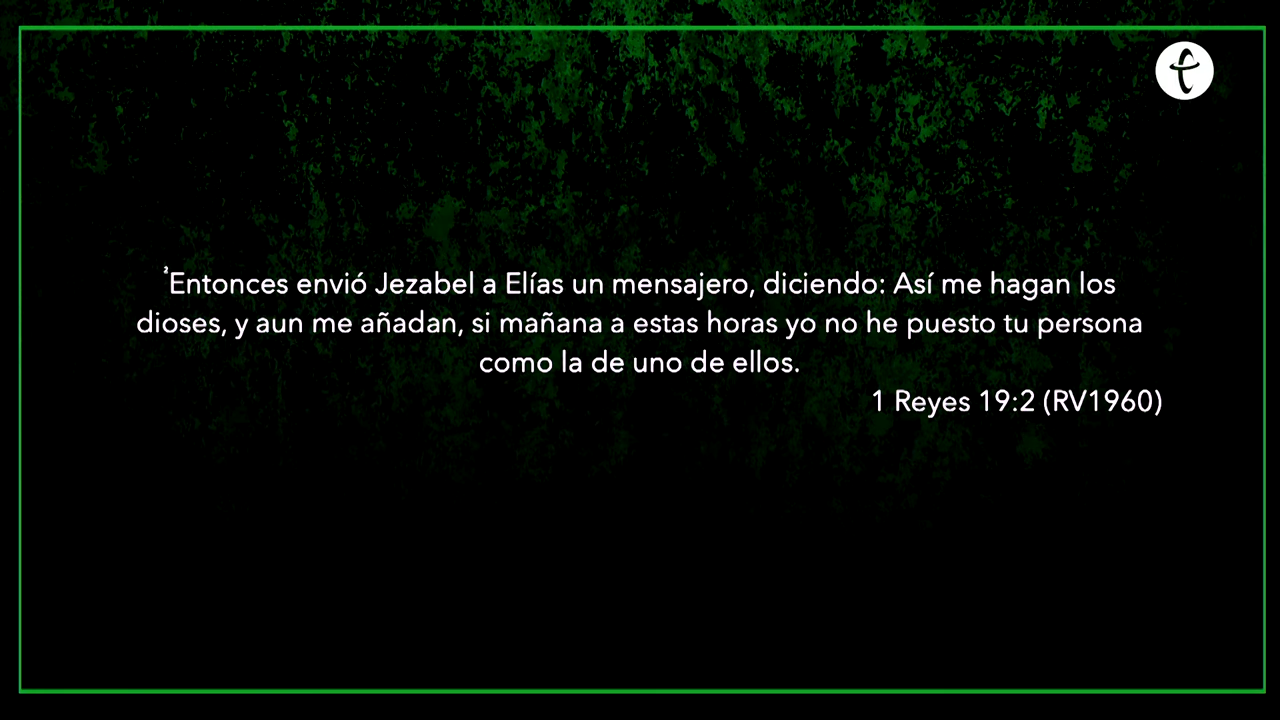 ²Entonces envió Jezabel a Elías un mensajero, diciendo: Así me hagan los
dioses, y aun me añadan, si mañana a estas horas yo no he puesto tu persona
como la de uno de ellos.
1 Reyes 19:2 (RV1960)